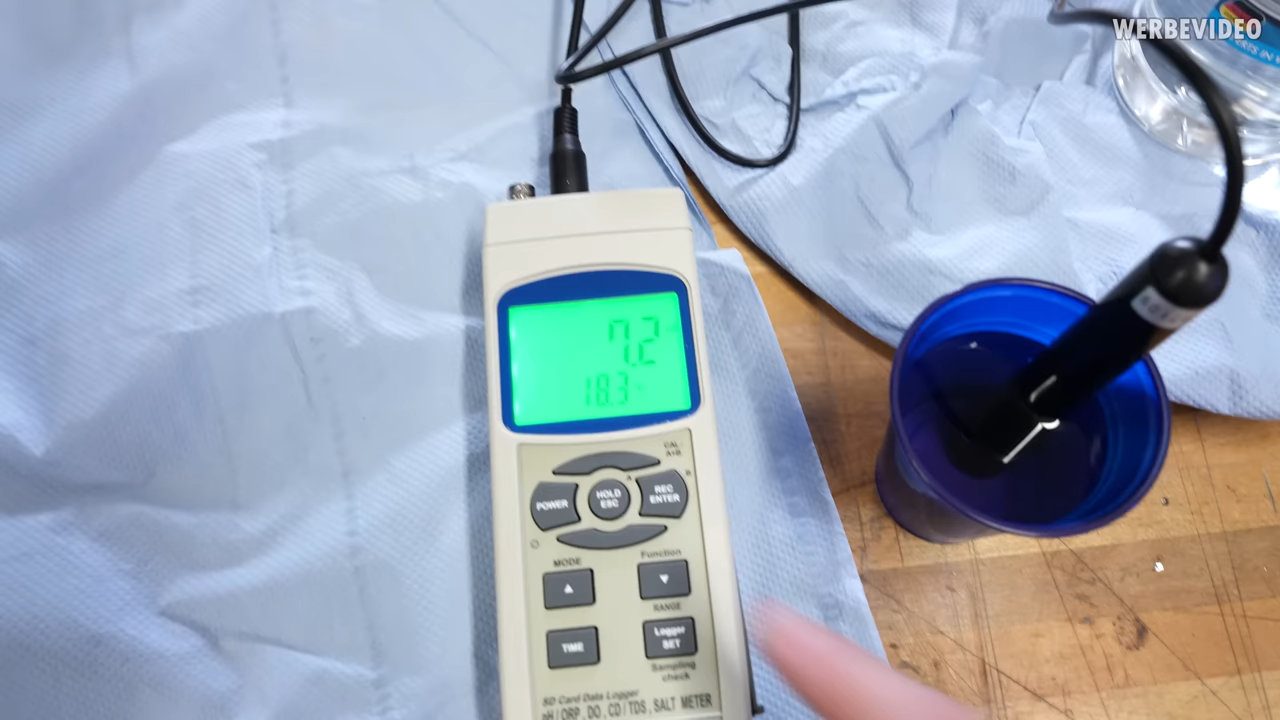 WERBEVIDEO
7.2
18.3
CAL.
A+B
POWER
HOLD
ESC
REC
ENTER
MODE
Function
RANGE
TIME
Logger
SET
Sampling
check
SD Card Data Logger
pH / ORP , DO , CD / TDS , SALT METER